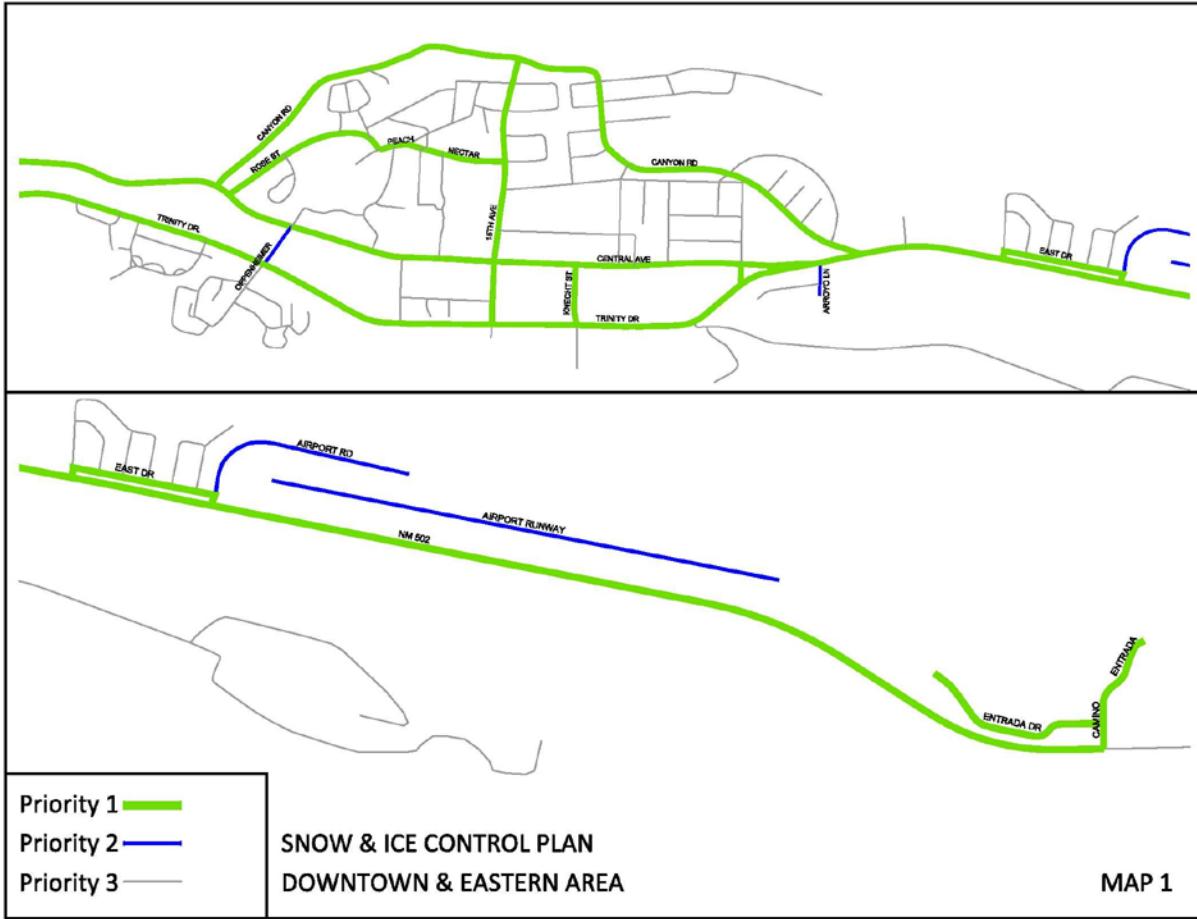 CANYON RD
ROSE ST
PEACH
NECTAR
CANYON RD
15TH AVE
TRINITY DR.
OPPENHEIMER
CENTRAL AVE
KNECHT ST
TRINITY DR
ARROYO LN
EAST DR
EAST DR
AIRPORT RD
AIRPORT RUNWAY
NM 502
ENTRADA
ENTRADA DR
CAMINO
Priority 1
Priority 2
Priority 3
SNOW & ICE CONTROL PLAN
DOWNTOWN & EASTERN AREA
MAP 1